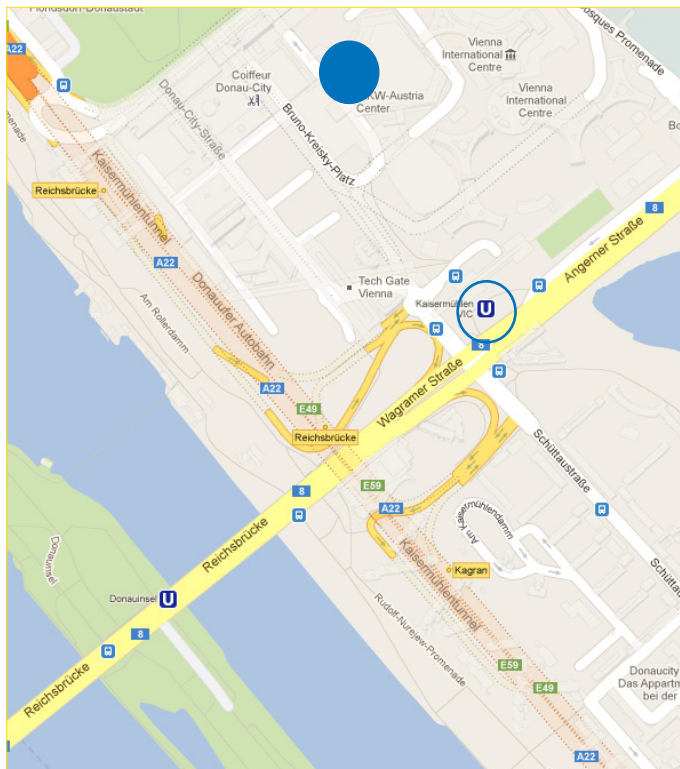 Floridsdorf-Donaustadt
A22
Coiffeur
Donau-City
Vienna
International
Centre
Vienna
International
Centre
KW-Austria
Center
Promenade
Donau-City-Straße
Bruno-Kreisky-Platz
Reichsbrücke
Kaisermühlentunnel
A22
8
Angerner Straße
Tech Gate
Vienna
Kaisermühlen
VIC
U
Am Rollerdamm
Donauufer Autobahn
8
Wagramer Straße
A22
E49
Reichsbrücke
Schüttaustraße
E59
8
A22
Reichsbrücke
Am Kaisermühlendamm
Donauinsel
Kaisermühlentunnel
Kagran
Donauinsel
U
Rudolf-Nurejew-Promenade
8
Reichsbrücke
E59
E49
Donaucity
Das Appartm
bei der
A22